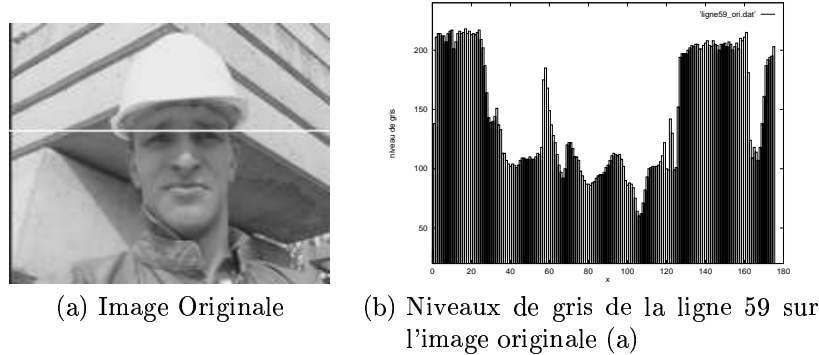 'ligne59_ori.dat'
200
150
100
50
niveau de gris
0
20
40
60
80
100
120
140
160
180
x
(a) Image Originale
(b) Niveaux de gris de la ligne 59 sur
l'image originale (a)